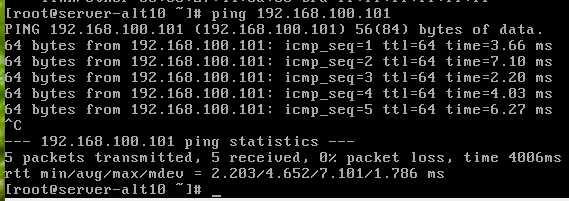 [root@server-alt10 ~]# ping 192.168.100.101
PING 192.168.100.101 (192.168.100.101) 56(84) bytes of data.
64 bytes from 192.168.100.101: icmp_seq=1 ttl=64 time=3.66 ms
64 bytes from 192.168.100.101: icmp_seq=2 ttl=64 time=7.10 ms
64 bytes from 192.168.100.101: icmp_seq=3 ttl=64 time=2.20 ms
64 bytes from 192.168.100.101: icmp_seq=4 ttl=64 time=4.03 ms
64 bytes from 192.168.100.101: icmp_seq=5 ttl=64 time=6.27 ms
^C
--- 192.168.100.101 ping statistics ---
5 packets transmitted, 5 received, 0% packet loss, time 4006ms
rtt min/avg/max/mdev = 2.203/4.652/7.101/1.786 ms
[root@server-alt10 ~]# _